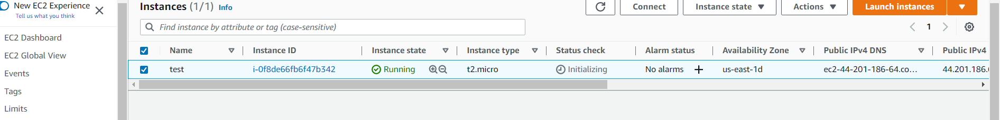 New EC2 Experience
Tell us what you think
EC2 Dashboard
EC2 Global View
Events
Tags
Limits
Instances (1/1) Info
Connect
Instance state
Actions
Launch instances
Find instance by attribute or tag (case-sensitive)
1
Name Instance ID Instance state Instance type Status check Alarm status Availability Zone Public IPv4 DNS Public IPv4
test i-0f8de66fb6f47b342 Running t2.micro Initializing No alarms + us-east-1d ec2-44-201-186-64.co... 44.201.186.